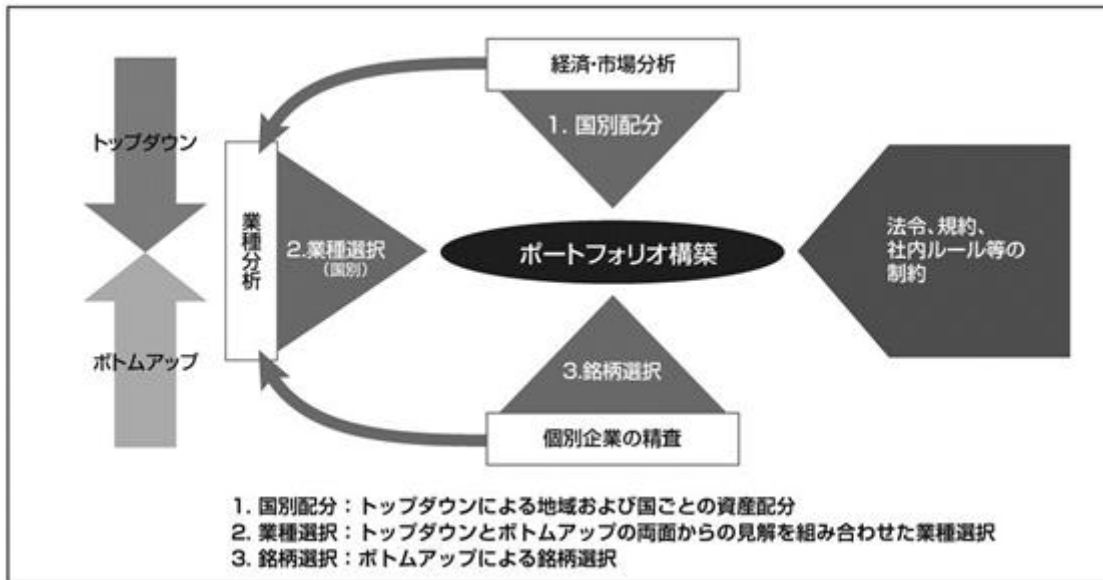 経済・市場分析
1. 国別配分
トップダウン
業種分析
2.業種選択
（国別）
ポートフォリオ構築
法令、規約、
社内ルール等の
制約
ボトムアップ
3.銘柄選択
個別企業の精査
1. 国別配分：トップダウンによる地域および国ごとの資産配分
2. 業種選択：トップダウンとボトムアップの両面からの見解を組み合わせた業種選択
3. 銘柄選択：ボトムアップによる銘柄選択